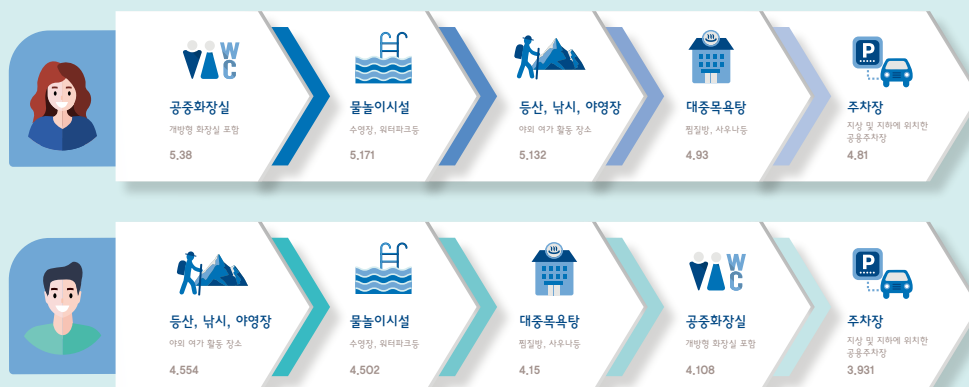 WC
공중화장실
개방형 화장실 포함
5.38
물놀이시설
수영장, 워터파크등
5.171
등산, 낚시, 야영장
야외 여가 활동 장소
5.132
대중목욕탕
찜질방, 사우나등
4.93
P
주차장
지상 및 지하에 위치한
공용주차장
4.81
등산, 낚시, 야영장
야외 여가 활동 장소
4.554
물놀이시설
수영장, 워터파크등
4.502
대중목욕탕
찜질방, 사우나등
4.15
WC
공중화장실
개방형 화장실 포함
4.108
P
주차장
지상 및 지하에 위치한
공용주차장
3.931